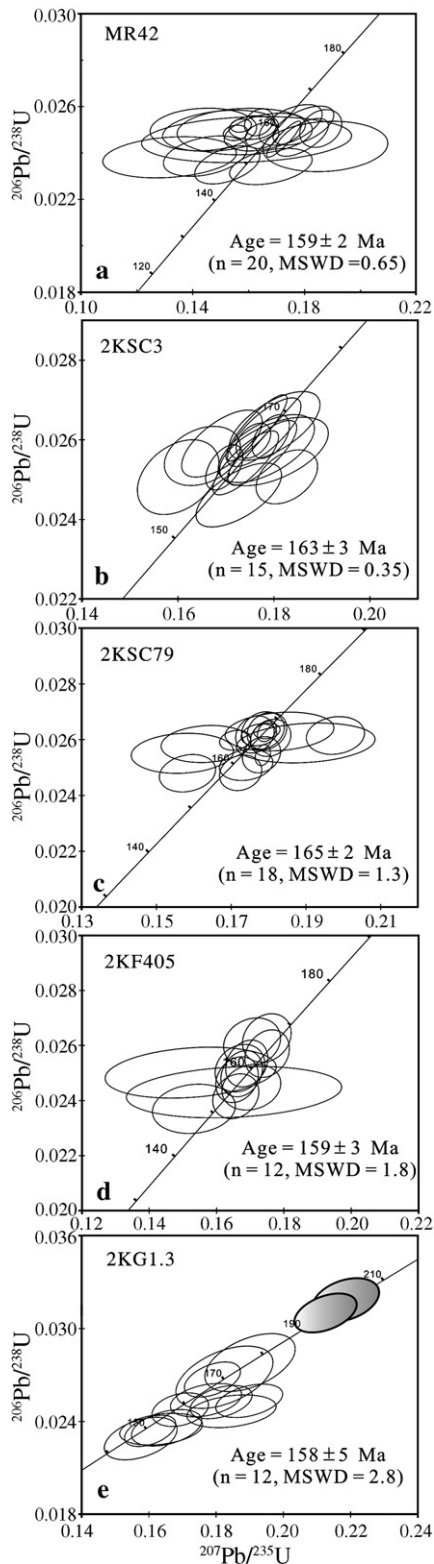 0.030
MR42
180
0.026
160
²⁰⁶Pb/²³⁸U
140
0.022
120
Age = 159 ± 2 Ma
(n = 20, MSWD =0.65)
a
0.018
0.10 0.14 0.18 0.22
2KSC3
0.028
170
²⁰⁶Pb/²³⁸U
0.026
0.024
150
Age = 163 ± 3 Ma
(n = 15, MSWD = 0.35)
b
0.022
0.14 0.16 0.18 0.20
0.030
2KSC79
180
0.028
²⁰⁶Pb/²³⁸U
0.026
160
0.024
0.022
140
Age = 165 ± 2 Ma
(n = 18, MSWD = 1.3)
c
0.020
0.13 0.15 0.17 0.19 0.21
0.030
2KF405
180
0.028
²⁰⁶Pb/²³⁸U
0.026
160
0.024
0.022
140
Age = 159 ± 3 Ma
(n = 12, MSWD = 1.8)
d
0.020
0.12 0.14 0.16 0.18 0.20 0.22
0.036
2KG1.3
210
0.030
190
²⁰⁶Pb/²³⁸U
170
0.024
150
Age = 158 ± 5 Ma
(n = 12, MSWD = 2.8)
e
0.018
0.14 0.16 0.18 0.20 0.22 0.24
²⁰⁷Pb/²³⁵U